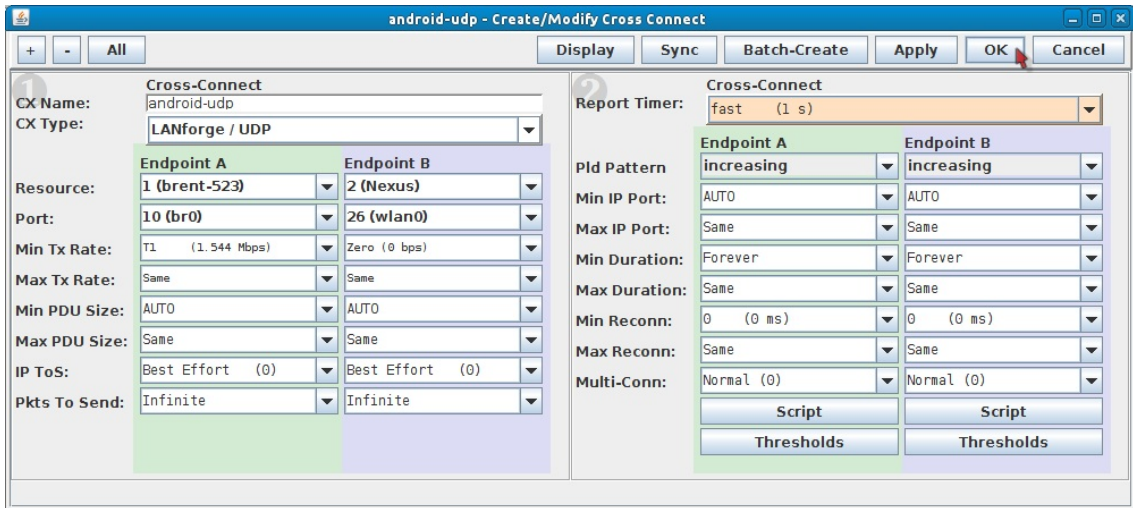 android-udp - Create/Modify Cross Connect
+ - All Display Sync Batch-Create Apply OK Cancel
1
Cross-Connect
CX Name: android-udp
CX Type: LANforge / UDP
Endpoint A Endpoint B
Resource: 1 (brent-523) 2 (Nexus)
Port: 10 (br0) 26 (wlan0)
Min Tx Rate: T1 (1.544 Mbps) Zero (0 bps)
Max Tx Rate: Same Same
Min PDU Size: AUTO AUTO
Max PDU Size: Same Same
IP ToS: Best Effort (0) Best Effort (0)
Pkts To Send: Infinite Infinite
2
Cross-Connect
Report Timer: fast (1 s)
Endpoint A Endpoint B
Pld Pattern increasing increasing
Min IP Port: AUTO AUTO
Max IP Port: Same Same
Min Duration: Forever Forever
Max Duration: Same Same
Min Reconn: 0 (0 ms) 0 (0 ms)
Max Reconn: Same Same
Multi-Conn: Normal (0) Normal (0)
Script Script
Thresholds Thresholds